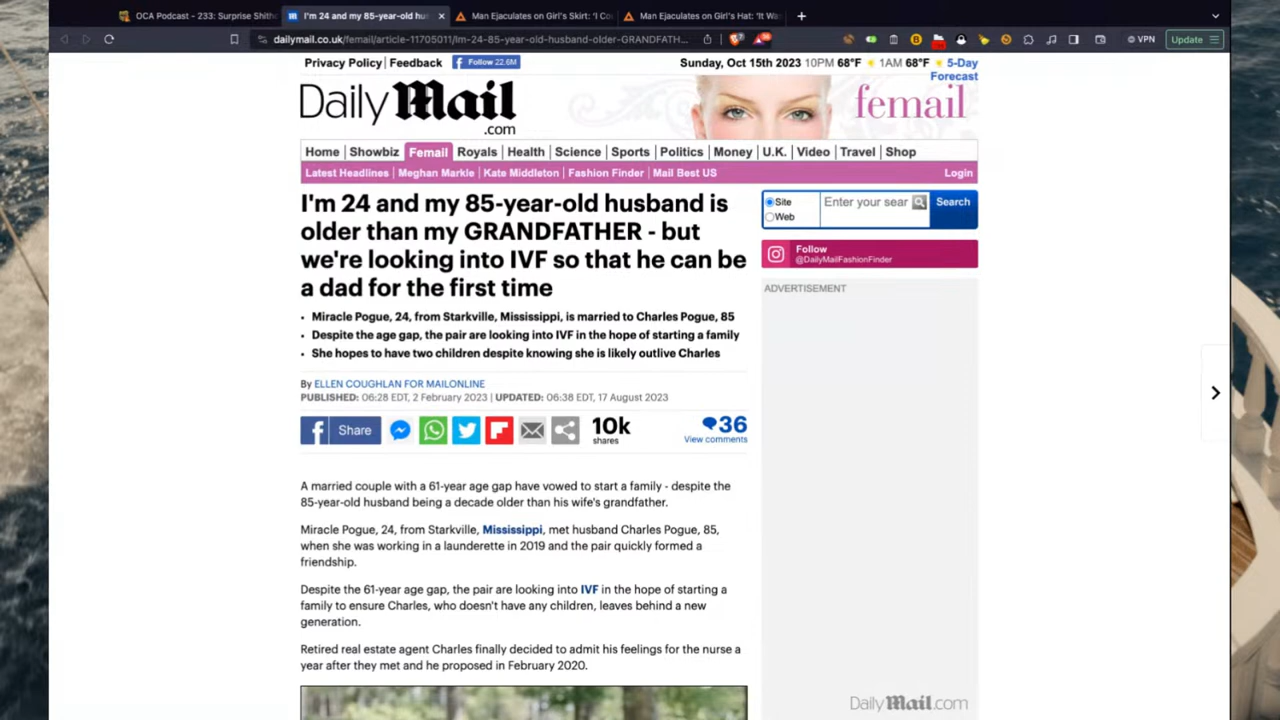 OCA Podcast - 233: Surprise Shith
I'm 24 and my 85-year-old hu
Man Ejaculates on Girl's Skirt: 'I Co
Man Ejaculates on Girl's Hat: 'It Wa
dailymail.co.uk/femail/article-11705011/Im-24-85-year-old-husband-older-GRANDFATH...
VPN
Update
Privacy Policy | Feedback
Follow 22.6M
Sunday, Oct 15th 2023 10PM 68°F 1AM 68°F 5-Day
Forecast
Daily Mail
.com
femail
Home Showbiz Femail Royals Health Science Sports Politics Money U.K. Video Travel Shop
Latest Headlines Meghan Markle Kate Middleton Fashion Finder Mail Best US Login
I'm 24 and my 85-year-old husband is
older than my GRANDFATHER - but
we're looking into IVF so that he can be
a dad for the first time
• Miracle Pogue, 24, from Starkville, Mississippi, is married to Charles Pogue, 85
• Despite the age gap, the pair are looking into IVF in the hope of starting a family
• She hopes to have two children despite knowing she is likely outlive Charles
By ELLEN COUGHLAN FOR MAILONLINE
PUBLISHED: 06:28 EDT, 2 February 2023 | UPDATED: 06:38 EDT, 17 August 2023
Share
10k
shares
36
View comments
A married couple with a 61-year age gap have vowed to start a family - despite the
85-year-old husband being a decade older than his wife's grandfather.
Miracle Pogue, 24, from Starkville, Mississippi, met husband Charles Pogue, 85,
when she was working in a launderette in 2019 and the pair quickly formed a
friendship.
Despite the 61-year age gap, the pair are looking into IVF in the hope of starting a
family to ensure Charles, who doesn't have any children, leaves behind a new
generation.
Retired real estate agent Charles finally decided to admit his feelings for the nurse a
year after they met and he proposed in February 2020.
Site
Web
Enter your sear
Search
Follow
@DailyMailFashionFinder
ADVERTISEMENT
Daily Mail.com